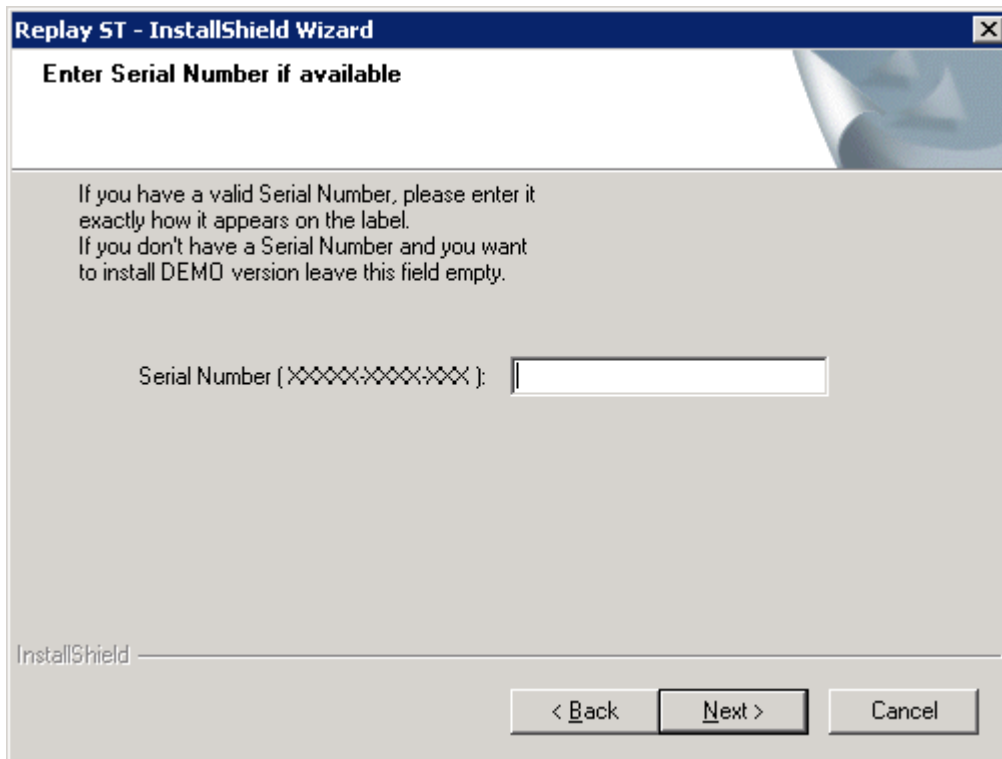 Replay ST - InstallShield Wizard
Enter Serial Number if available
If you have a valid Serial Number, please enter it
exactly how it appears on the label.
If you don't have a Serial Number and you want
to install DEMO version leave this field empty.
Serial Number ( XXXXX-XXXX-XXX ):
InstallShield
< Back
Next >
Cancel